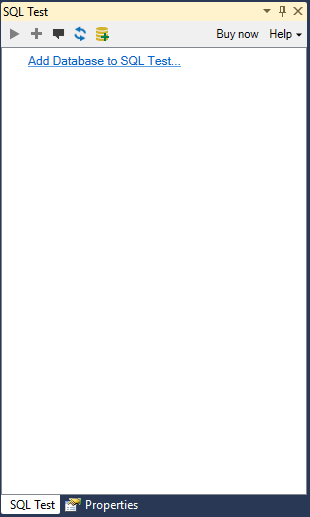 SQL Test
Buy now Help
Add Database to SQL Test...
SQL Test Properties